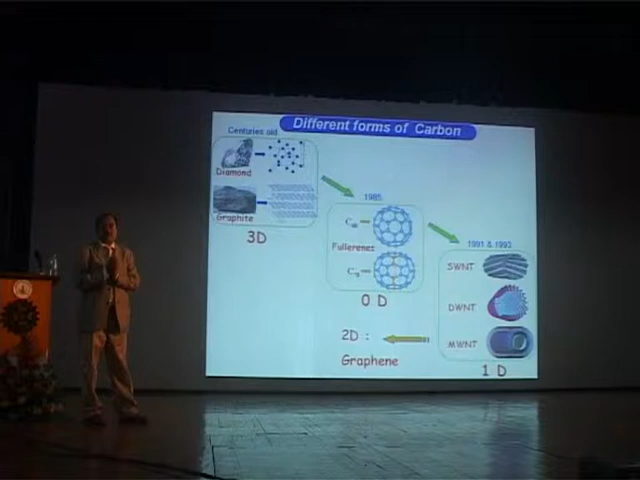 Different forms of Carbon
Centuries old
Diamond
Graphite
3D
1985
C60
Fullerenes
C70
0 D
1991 & 1993
SWNT
DWNT
MWNT
1 D
2D :
Graphene